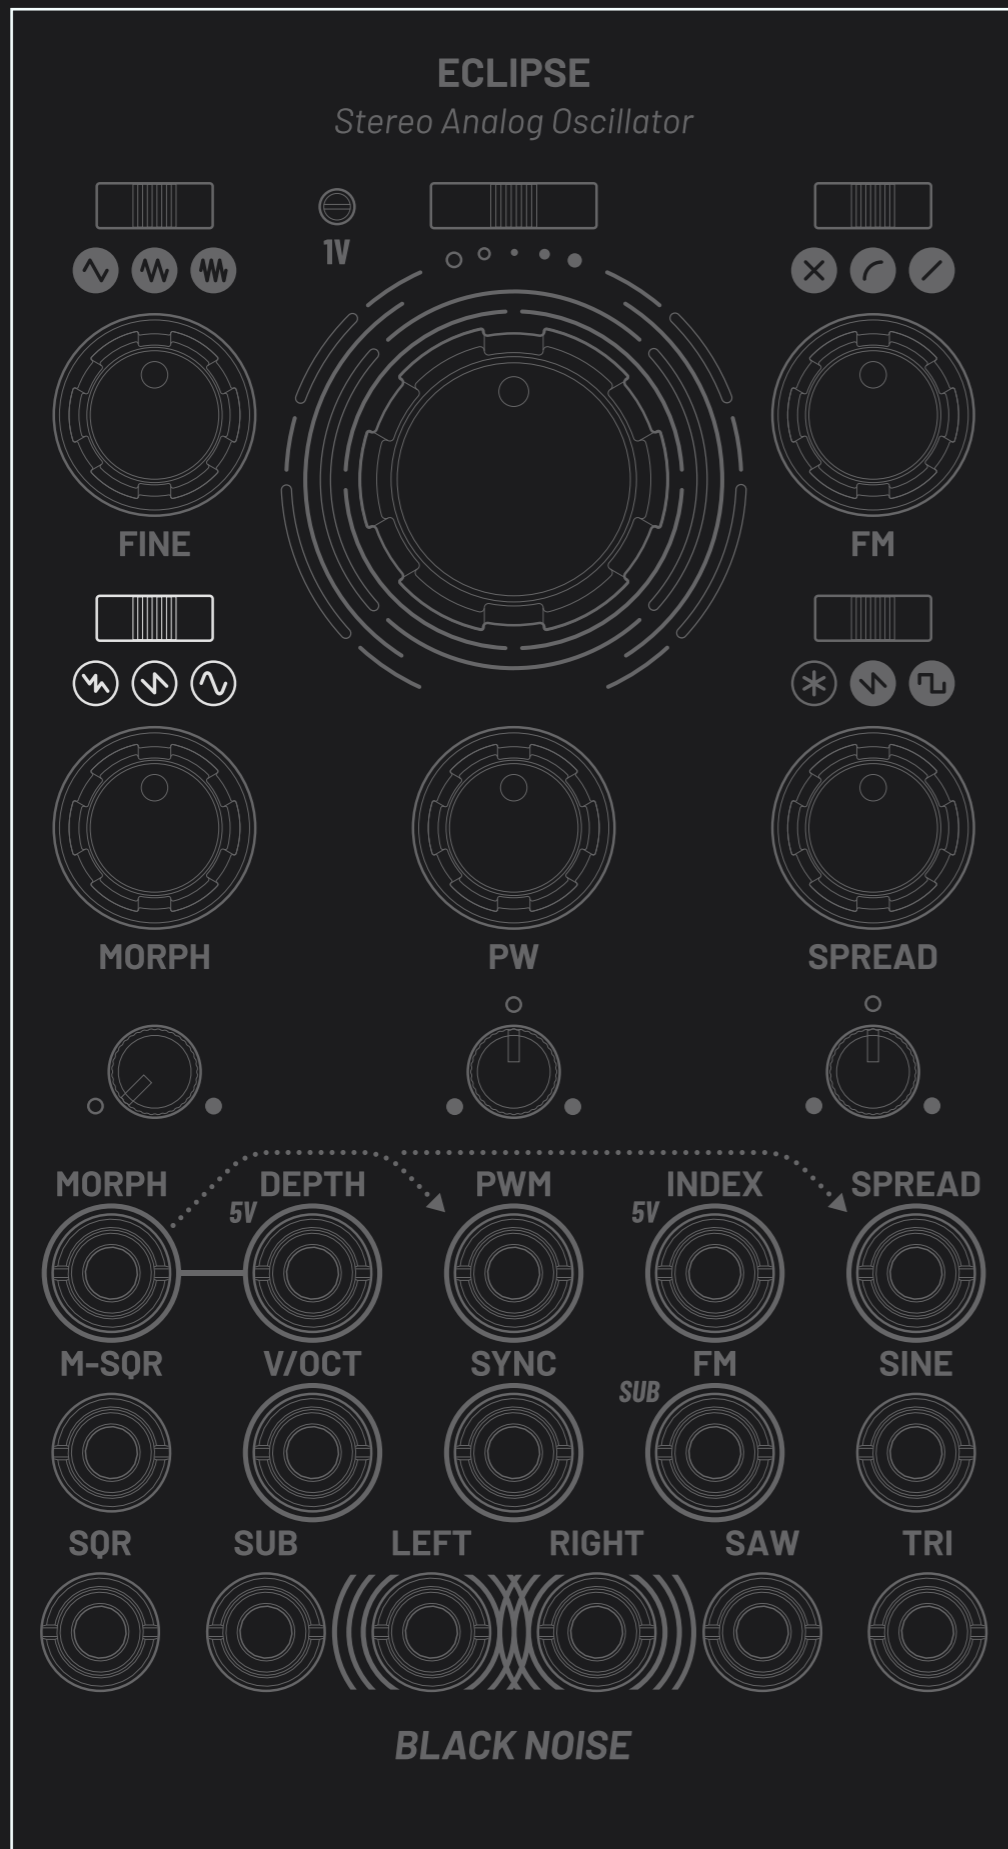 ECLIPSE
Stereo Analog Oscillator
1V
FINE
FM
MORPH
PW
SPREAD
MORPH
DEPTH
PWM
INDEX
SPREAD
5V
5V
M-SQR
V/OCT
SYNC
FM
SINE
SUB
SQR
SUB
LEFT
RIGHT
SAW
TRI
BLACK NOISE